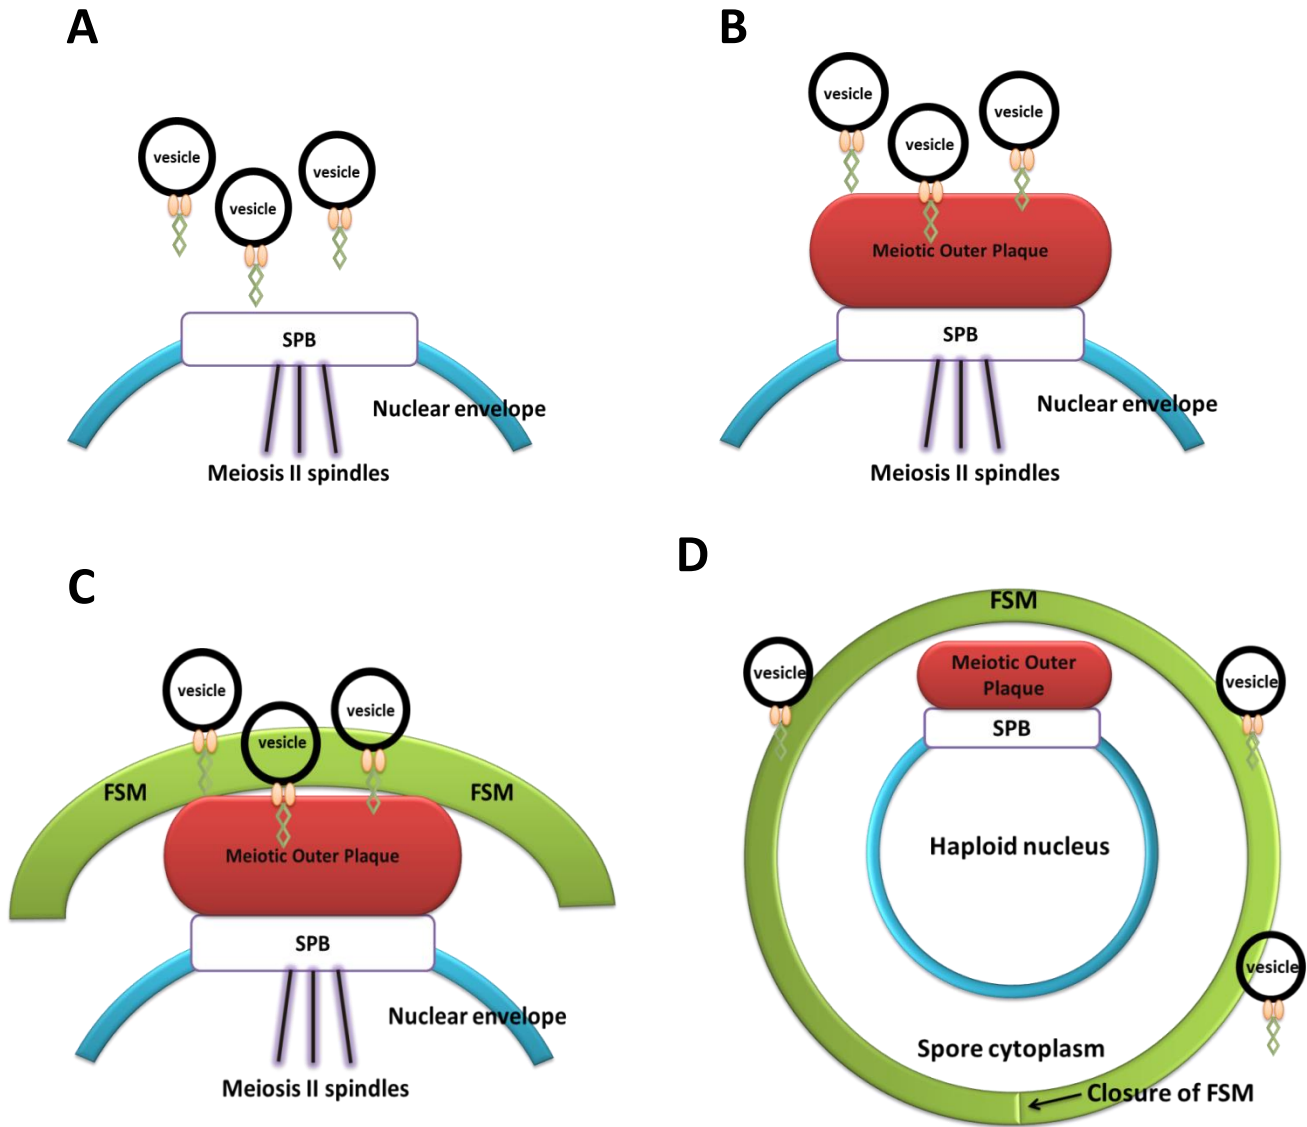 A
vesicle
vesicle
vesicle
SPB
Nuclear envelope
Meiosis II spindles
B
vesicle
vesicle
vesicle
Meiotic Outer Plaque
SPB
Nuclear envelope
Meiosis II spindles
C
vesicle
vesicle
vesicle
FSM
FSM
Meiotic Outer Plaque
SPB
Nuclear envelope
Meiosis II spindles
D
FSM
vesicle
vesicle
Meiotic Outer
Plaque
SPB
Haploid nucleus
vesicle
Spore cytoplasm
Closure of FSM